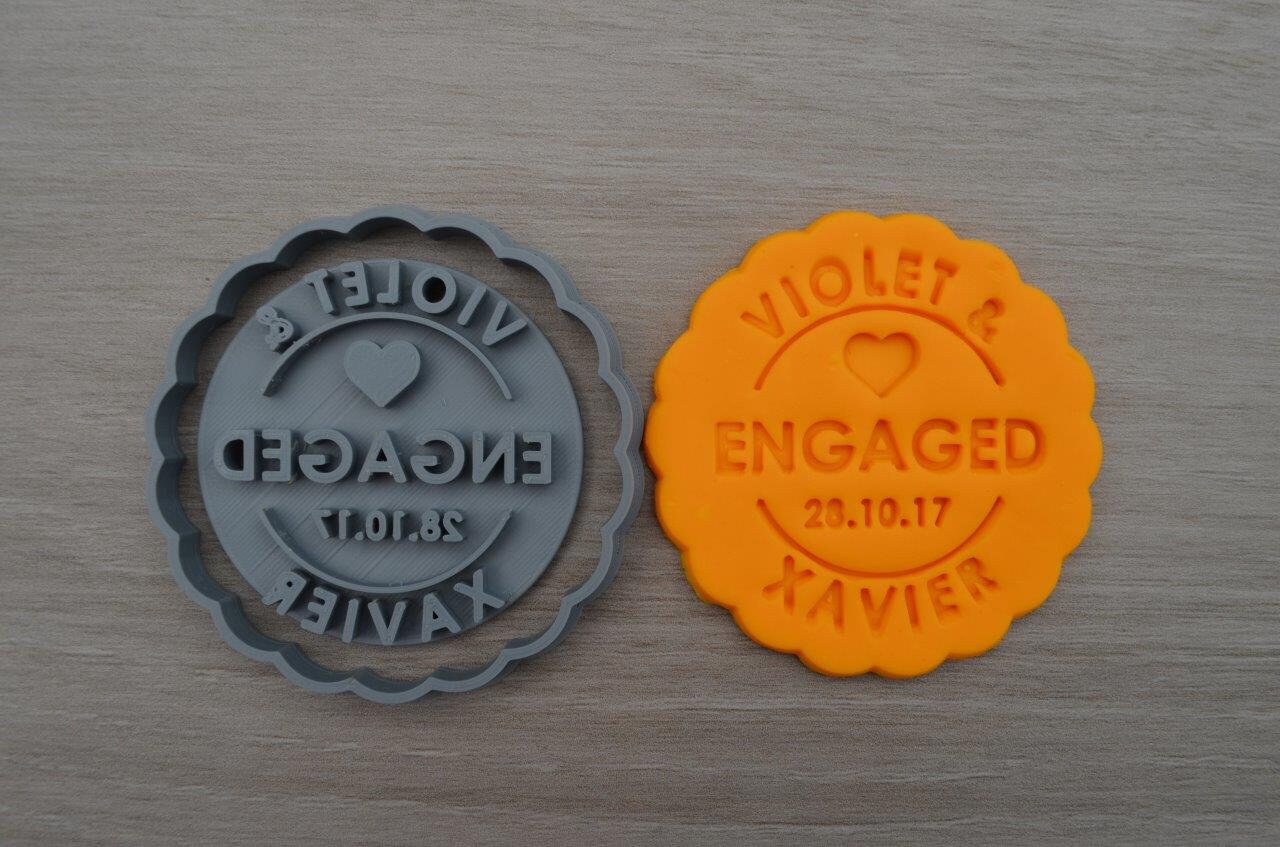 VIOLET &
ENGAGED
28.10.17
XAVIER
VIOLET &
ENGAGED
28.10.17
XAVIER